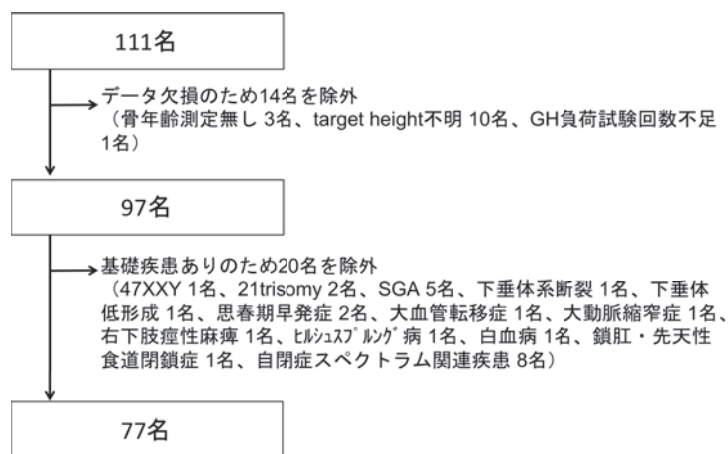 111名
データ欠損のため14名を除外
（骨年齢測定無し 3名、target height不明 10名、GH負荷試験回数不足
1名）
97名
基礎疾患ありのため20名を除外
（47XXY 1名、21trisomy 2名、SGA 5名、下垂体系断裂 1名、下垂体
低形成 1名、思春期早発症 2名、大血管転移症 1名、大動脈縮窄症 1名、
右下肢痙性麻痺 1名、ﾋﾙｼｭｽﾌﾟﾙﾝｸﾞ病 1名、白血病 1名、鎖肛・先天性
食道閉鎖症 1名、自閉症スペクトラム関連疾患 8名）
77名